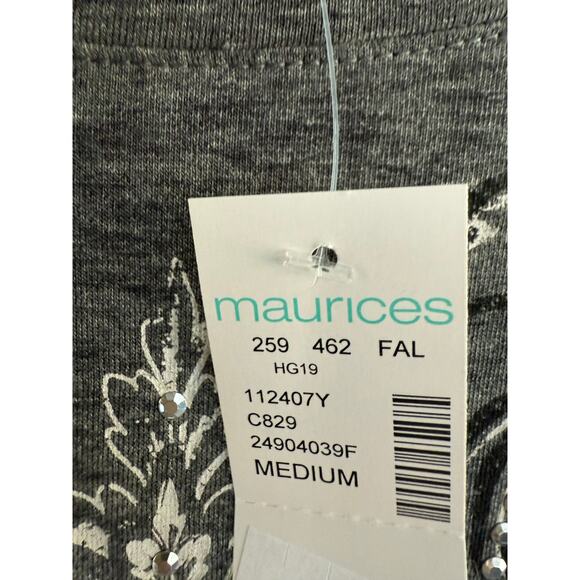 maurices
259 462 FAL
HG19
112407Y
C829
24904039F
MEDIUM